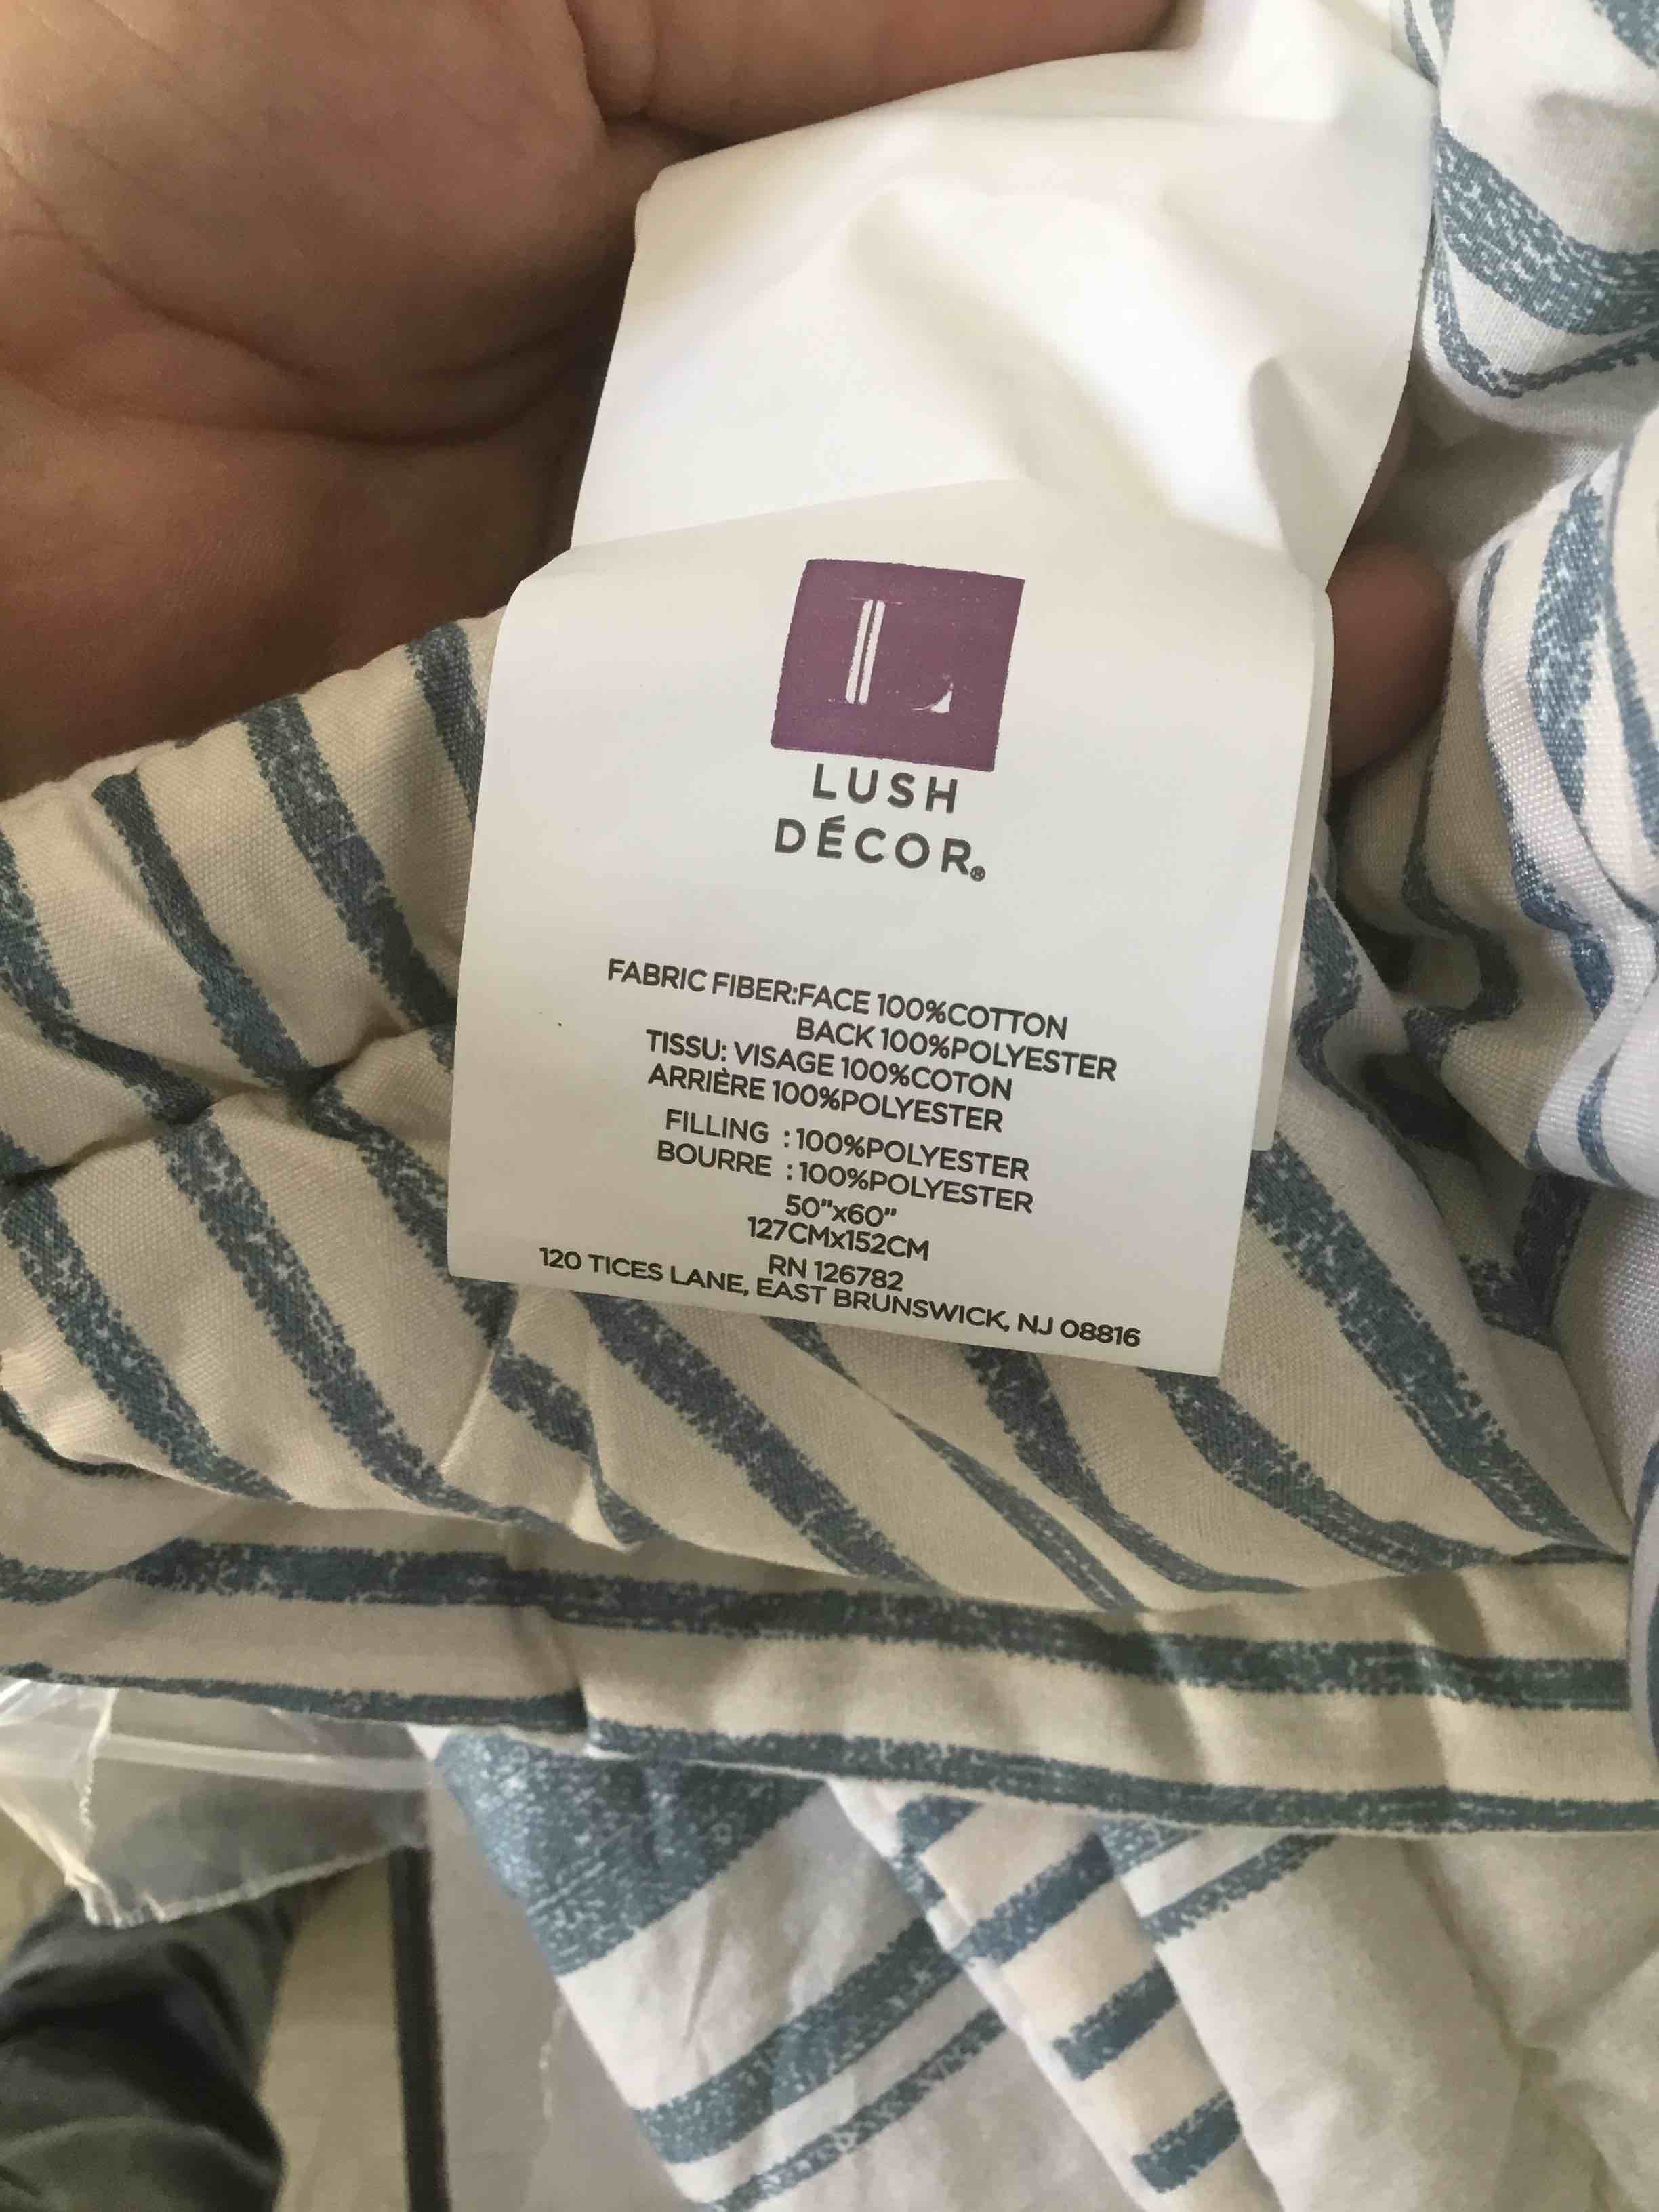 L
LUSH
DÉCOR®
FABRIC FIBER:FACE 100%COTTON
BACK 100%POLYESTER
TISSU: VISAGE 100%COTON
ARRIÈRE 100%POLYESTER
FILLING : 100%POLYESTER
BOURRE : 100%POLYESTER
50"x60"
127CMx152CM
RN 126782
120 TICES LANE, EAST BRUNSWICK, NJ 08816